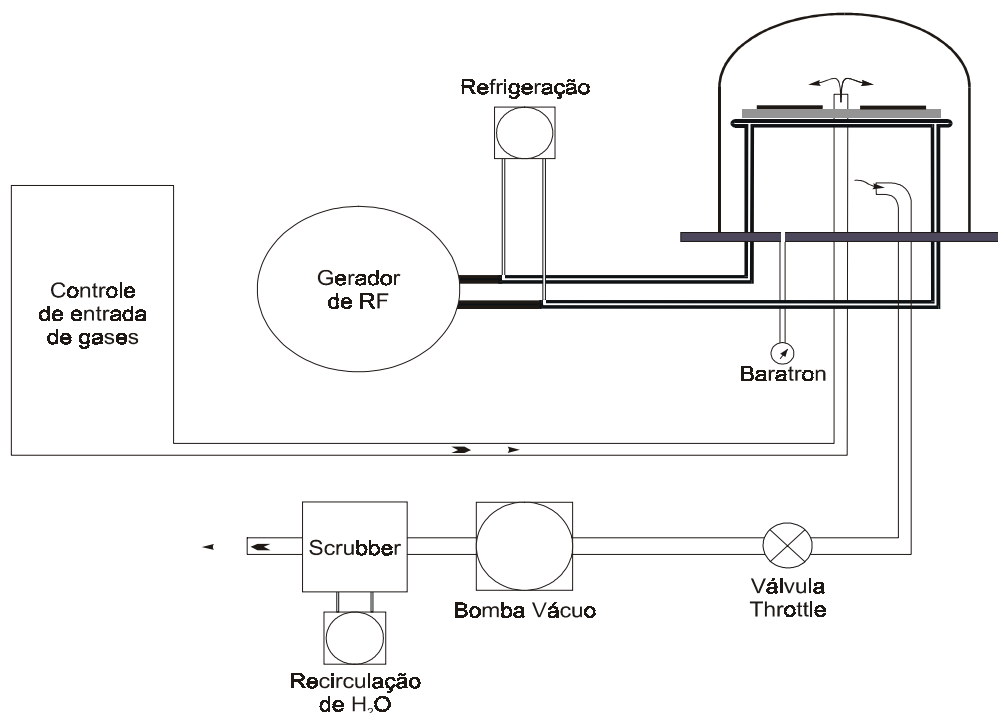 Refrigeração
Controle
de entrada
de gases
Gerador
de RF
Baratron
Scrubber
Bomba Vácuo
Válvula
Throttle
Recirculação
de H₂O